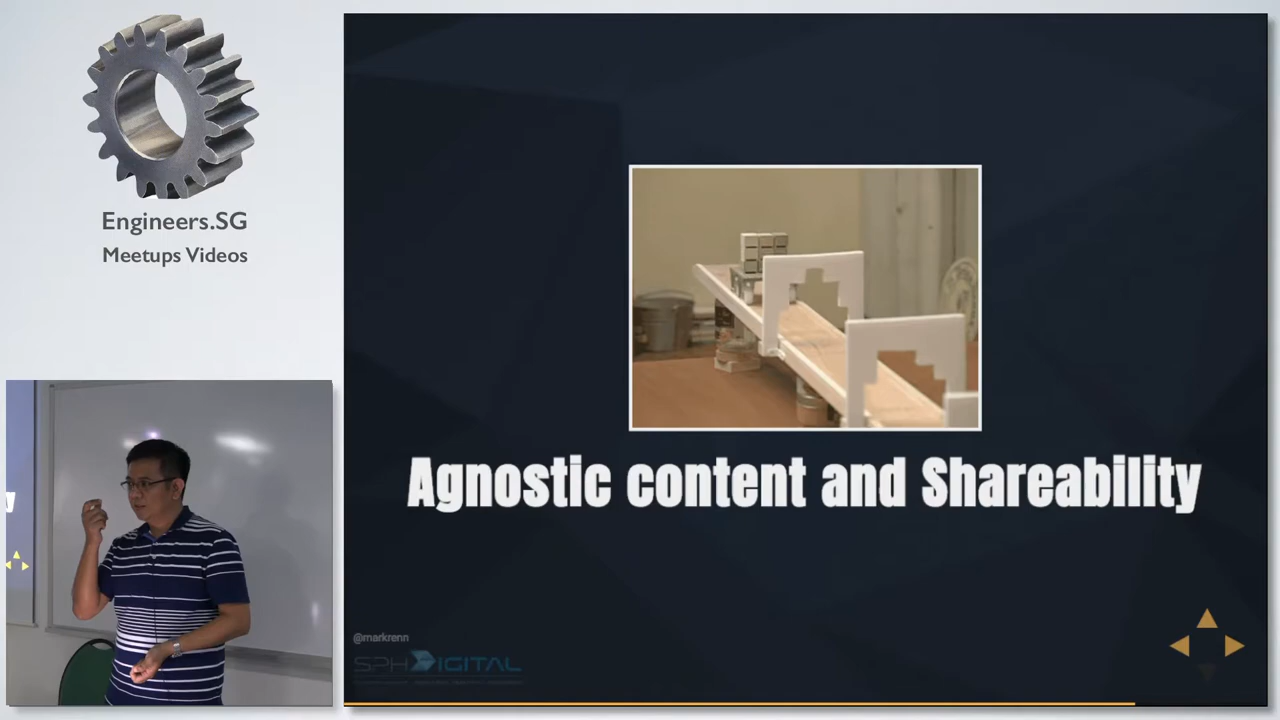 Engineers.SG
Meetups Videos
Agnostic content and Shareability
@markrenn
SPH DIGITAL